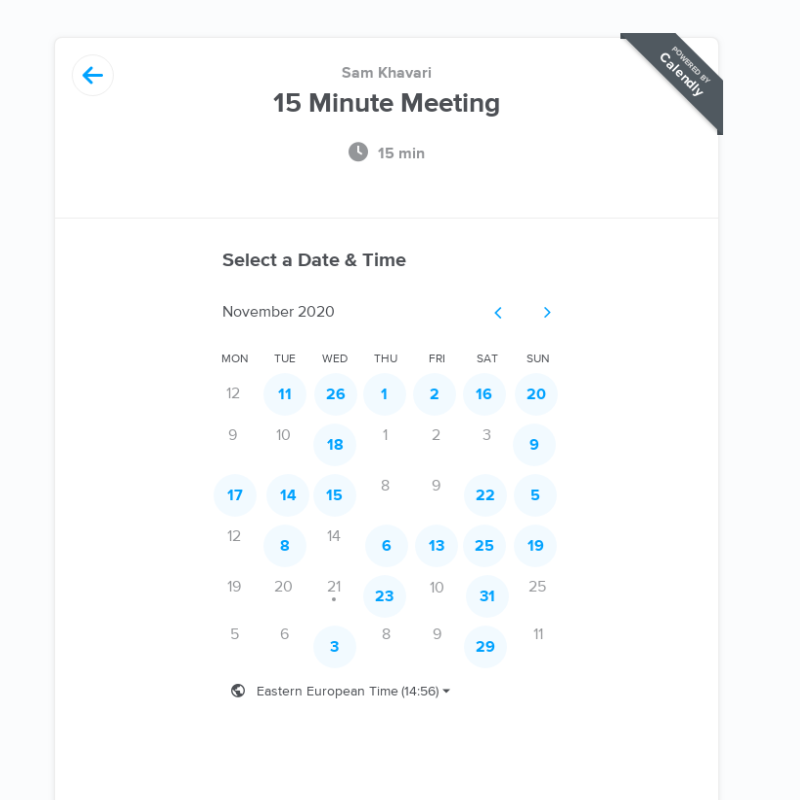 POWERED BY
Calendly
Sam Khavari
15 Minute Meeting
15 min
Select a Date & Time
November 2020
MON TUE WED THU FRI SAT SUN
12 11 26 1 2 16 20
9 10 18 1 2 3 9
17 14 15 8 9 22 5
12 8 14 6 13 25 19
19 20 21 23 10 31 25
5 6 3 8 9 29 11
Eastern European Time (14:56)